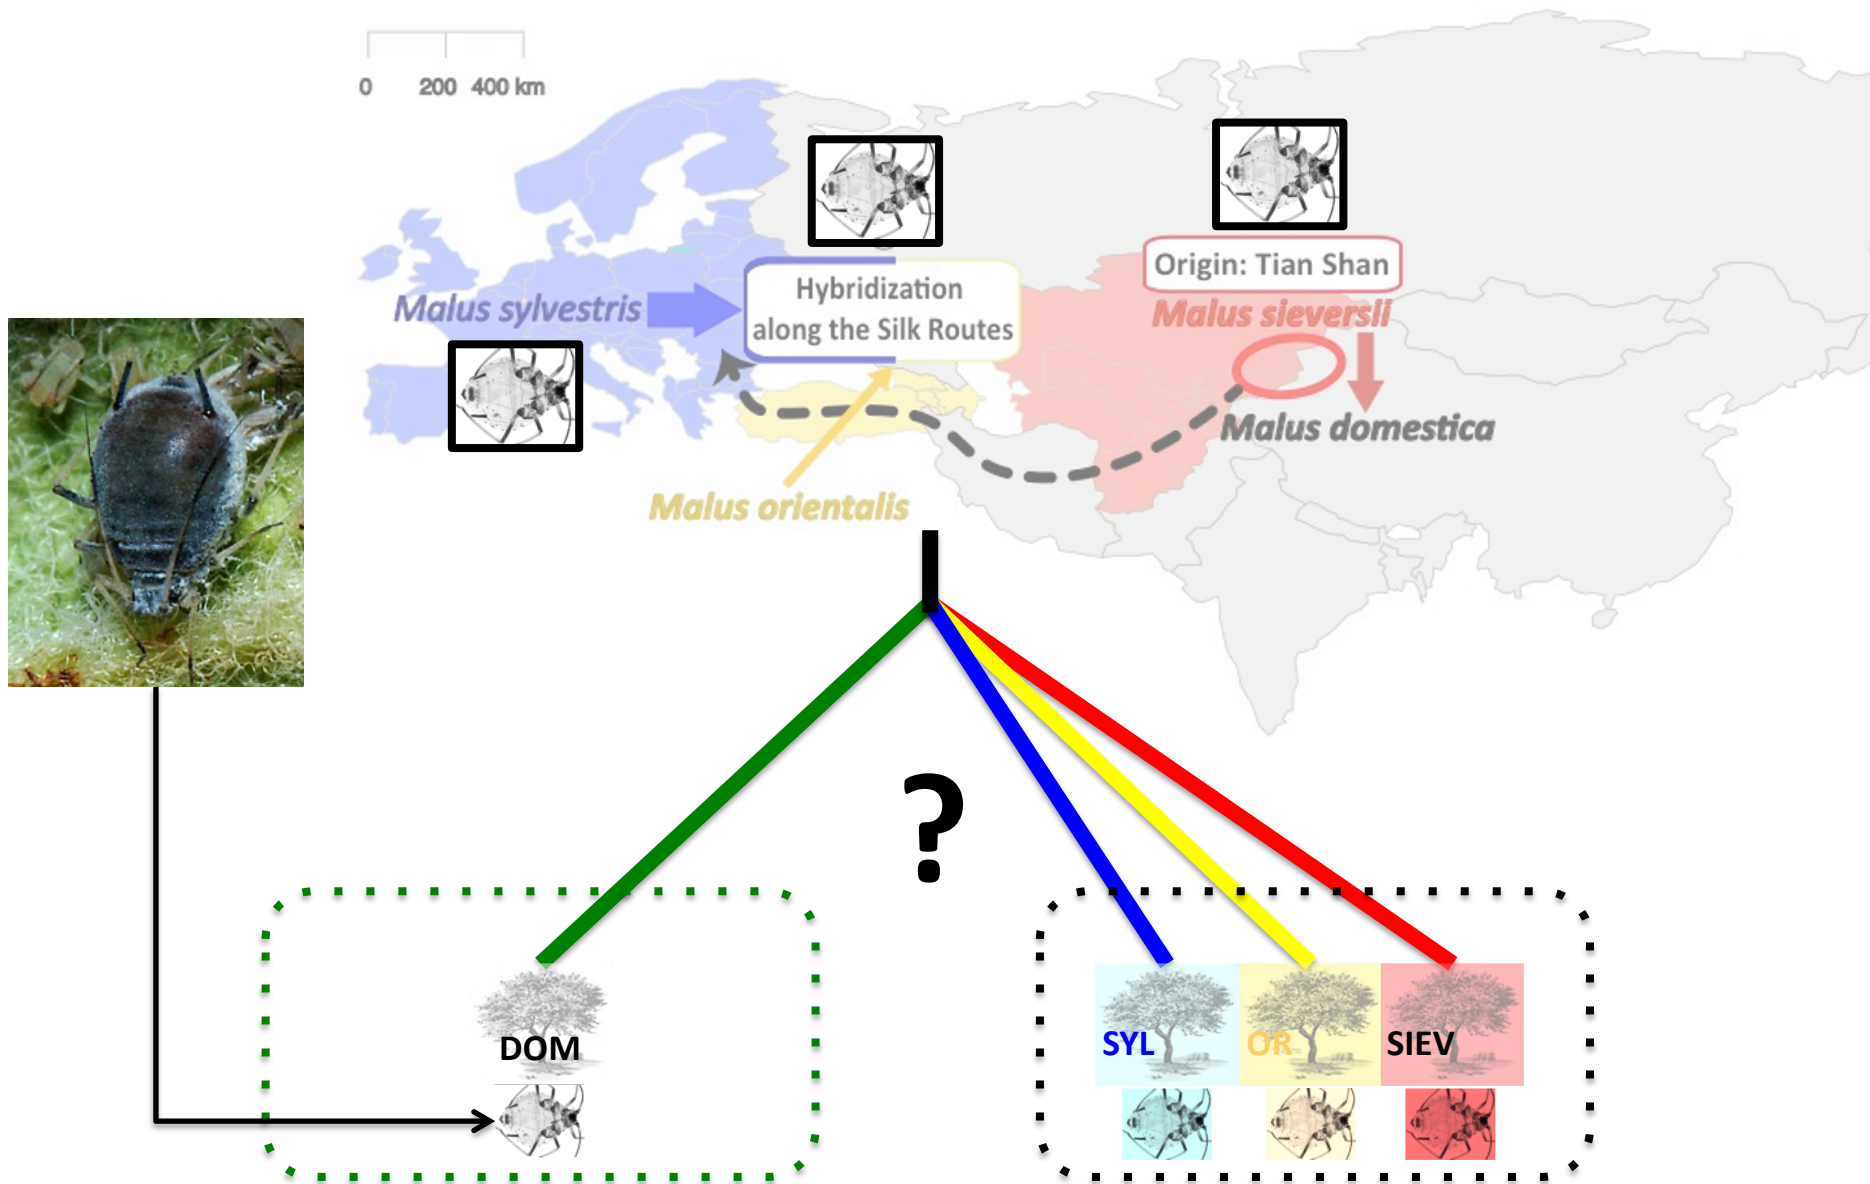 0 200 400 km
Origin: Tian Shan
Hybridization
along the Silk Routes
Malus sylvestris
Malus sieversii
Malus domestica
Malus orientalis
?
DOM
SYL
OR
SIEV